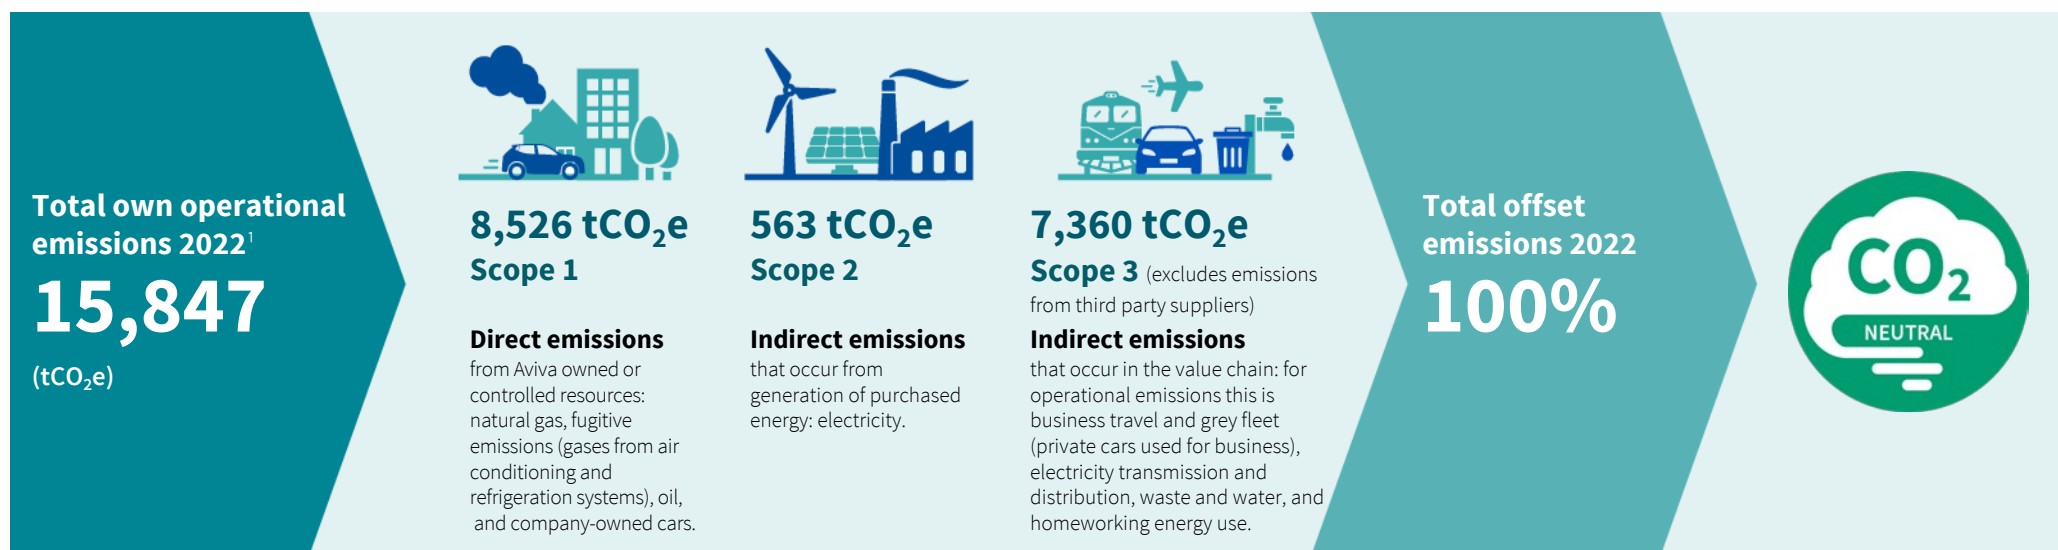 Total own operational
emissions 2022¹
15,847
(tCO₂e)
8,526 tCO₂e
Scope 1
Direct emissions
from Aviva owned or
controlled resources:
natural gas, fugitive
emissions (gases from air
conditioning and
refrigeration systems), oil,
and company-owned cars.
563 tCO₂e
Scope 2
Indirect emissions
that occur from
generation of purchased
energy: electricity.
7,360 tCO₂e
Scope 3 (excludes emissions
from third party suppliers)
Indirect emissions
that occur in the value chain: for
operational emissions this is
business travel and grey fleet
(private cars used for business),
electricity transmission and
distribution, waste and water, and
homeworking energy use.
Total offset
emissions 2022
100%
CO₂
NEUTRAL